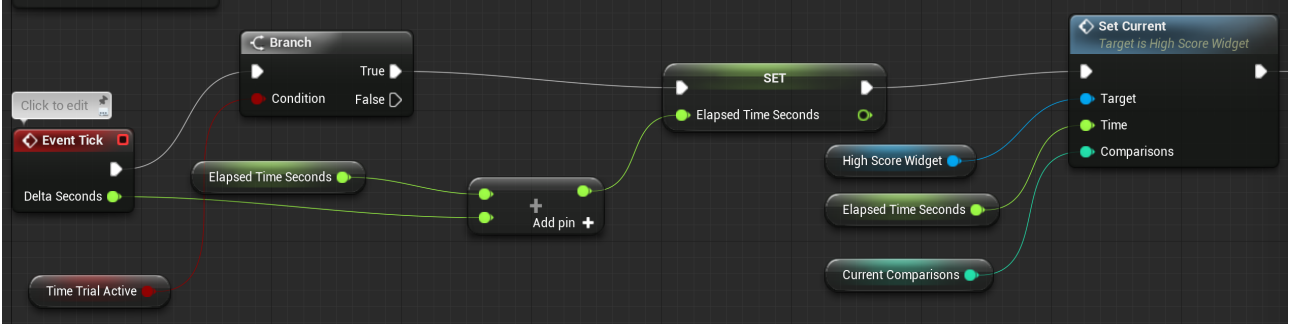 Click to edit
Event Tick
Delta Seconds
Branch
True
Condition
False
Elapsed Time Seconds
Time Trial Active
Add pin
SET
Elapsed Time Seconds
High Score Widget
Elapsed Time Seconds
Current Comparisons
Set Current
Target is High Score Widget
Target
Time
Comparisons